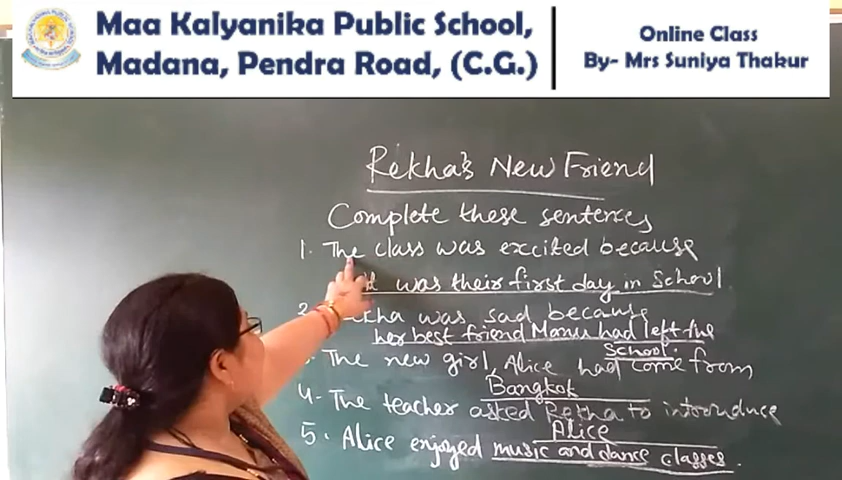 Maa Kalyanika Public School,
Madana, Pendra Road, (C.G.)
Online Class
By- Mrs Suniya Thakur
Rekha's New Friend
Complete these sentences
1. The class was excited because
it was their first day in School.
2. Rekha was sad because
her best friend Manu had left the
School.
The new girl, Alice had come from
Bangkok
4. The teacher asked Rekha to introduce
Alice
5. Alice enjoyed music and dance classes.